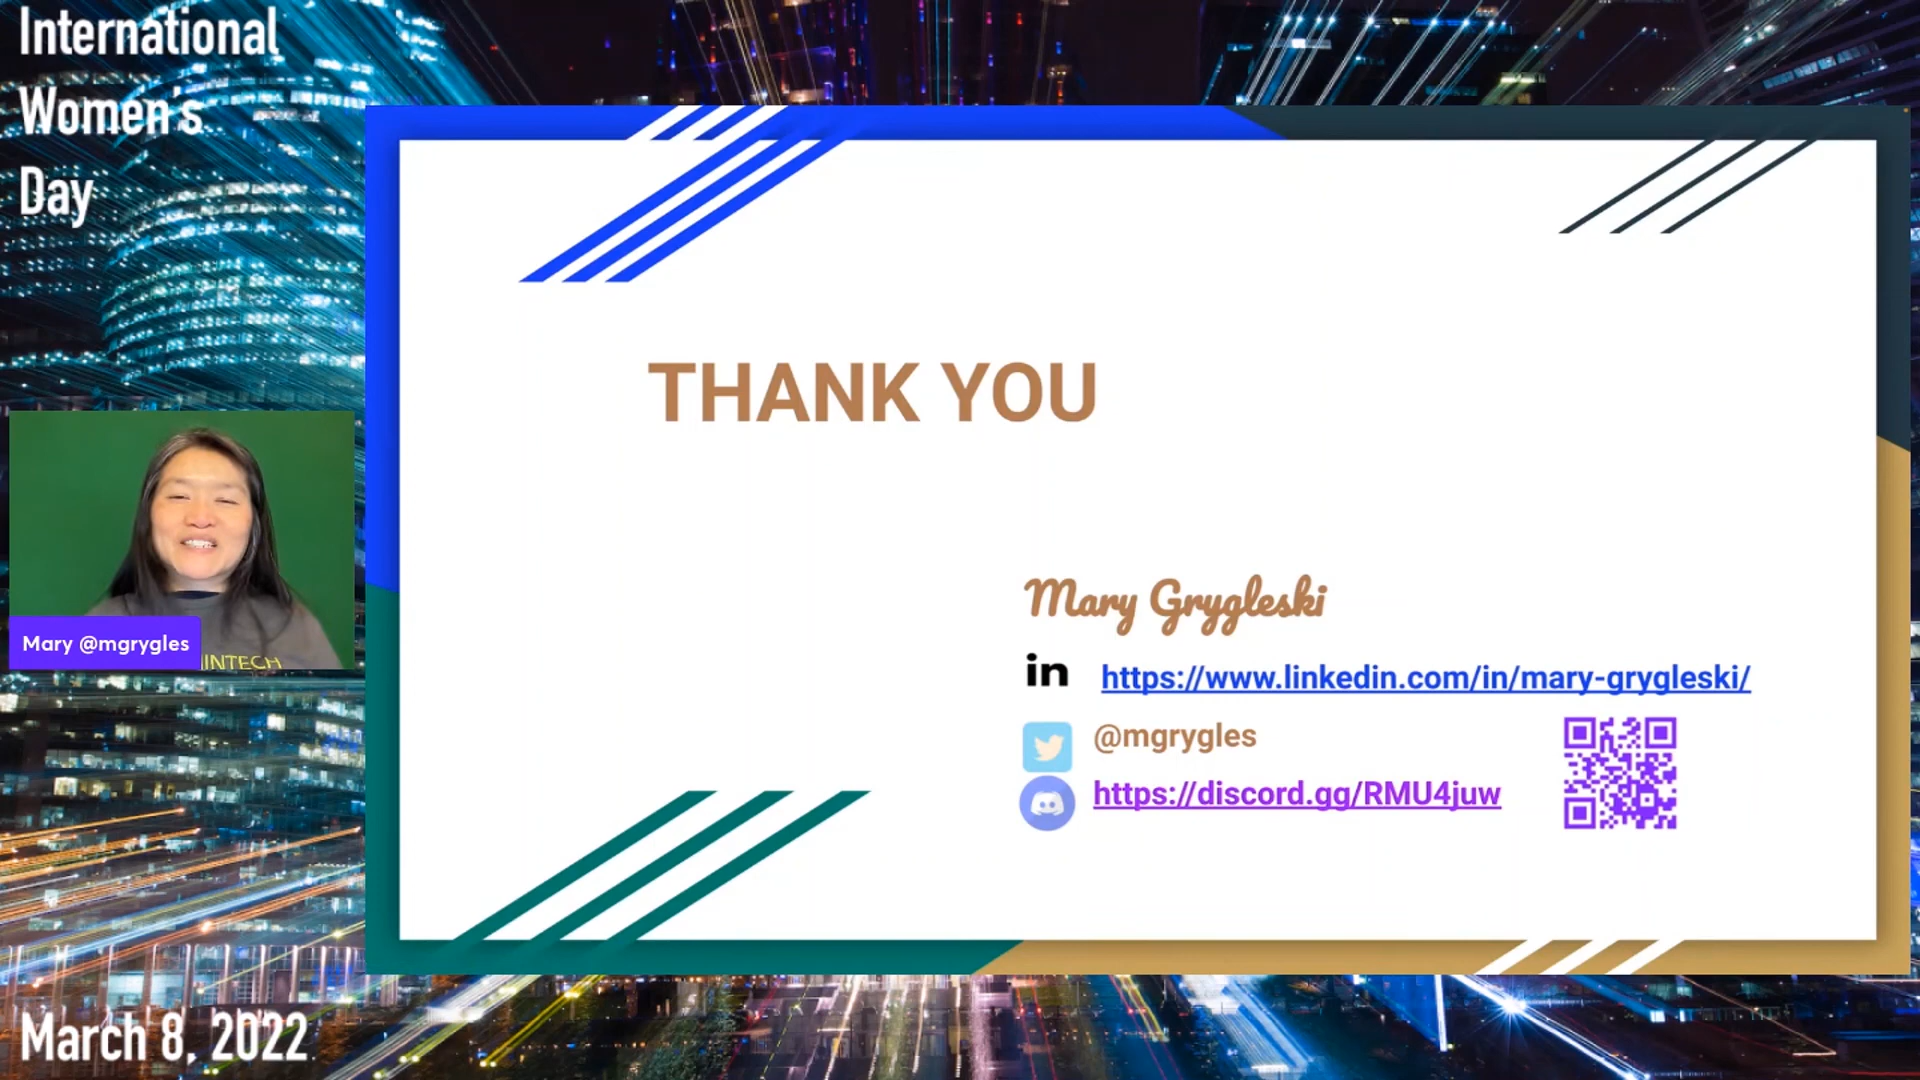 International
Women's
Day
THANK YOU
Mary Grygleski
in https://www.linkedin.com/in/mary-grygleski/
@mgrygles
https://discord.gg/RMU4juw
Mary @mgrygles
INTECH
March 8, 2022